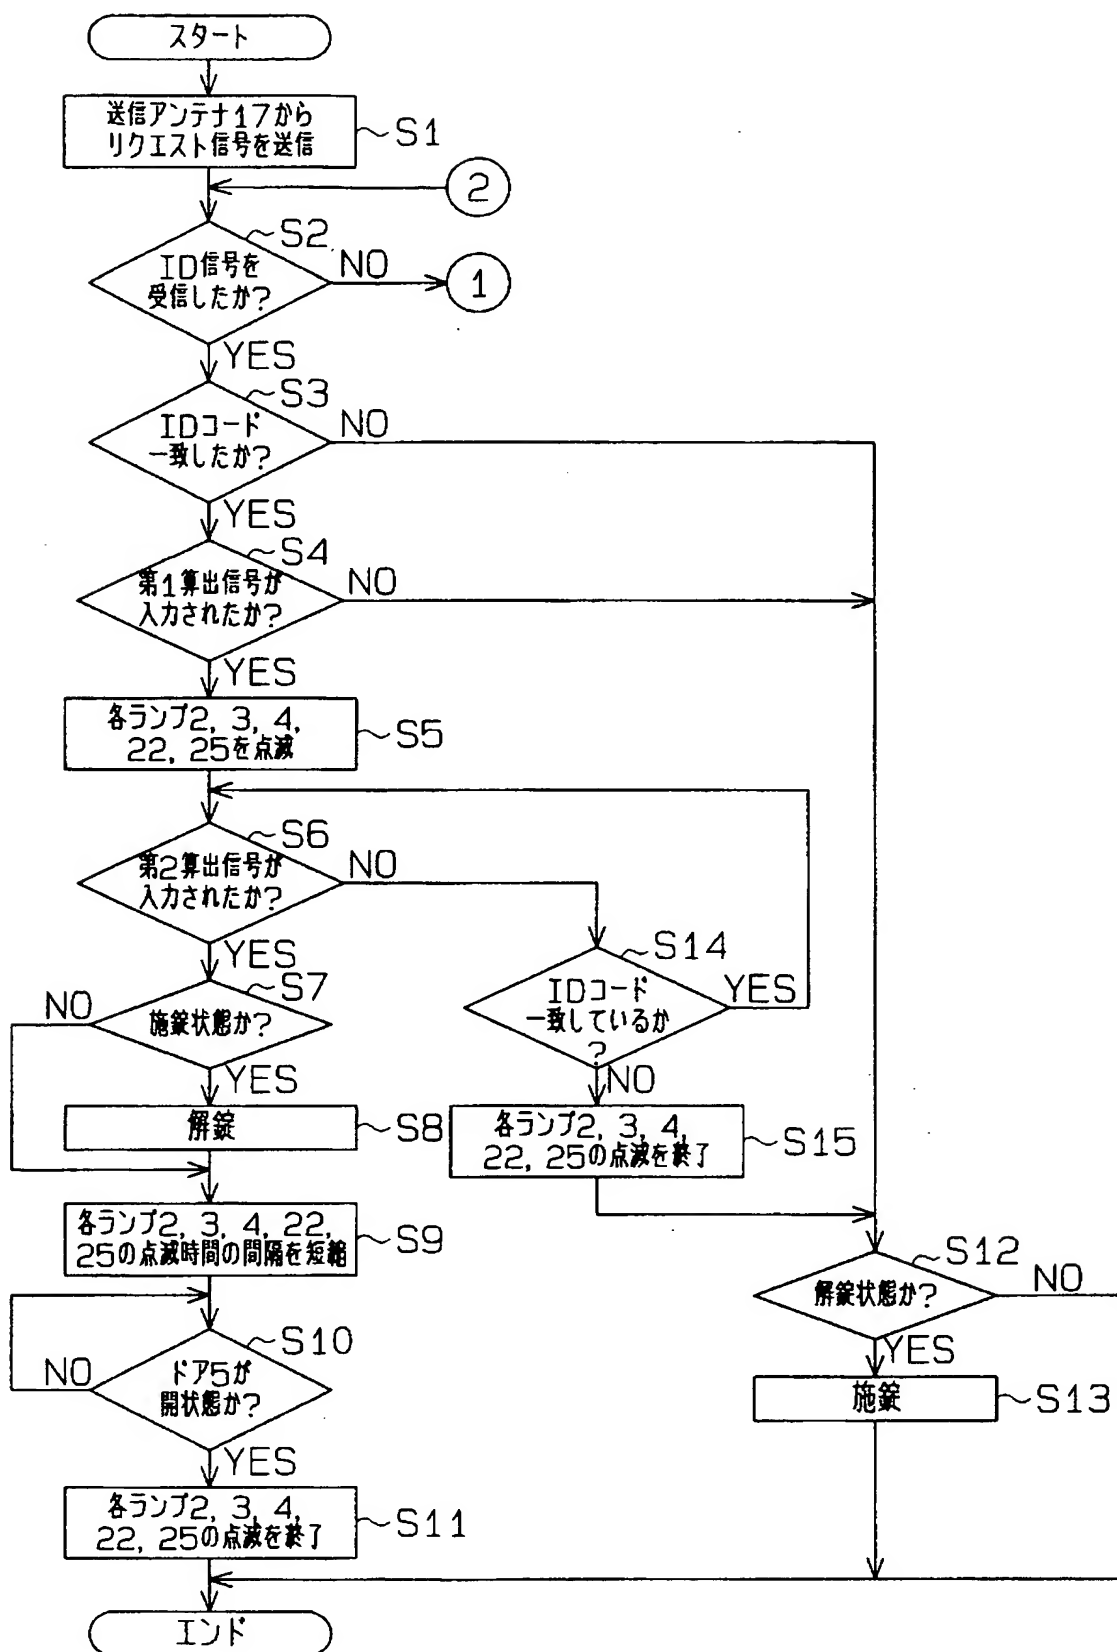 スタート
送信アンテナ17から
リクエスト信号を送信
S1
2
S2
ID信号を
受信したか?
NO
1
YES
S3
IDコード
一致したか?
NO
YES
S4
第1算出信号が
入力されたか?
NO
YES
各ランプ2, 3, 4,
22, 25を点滅
S5
S6
第2算出信号が
入力されたか?
NO
YES
S14
IDコード
一致しているか
?
YES
NO
S7
NO
施錠状態か?
YES
解錠
S8
各ランプ2, 3, 4,
22, 25の点滅を終了
S15
各ランプ2, 3, 4, 22,
25の点滅時間の間隔を短縮
S9
S12
解錠状態か?
NO
YES
施錠
S13
S10
ドア5が
開状態か?
NO
YES
各ランプ2, 3, 4,
22, 25の点滅を終了
S11
エンド